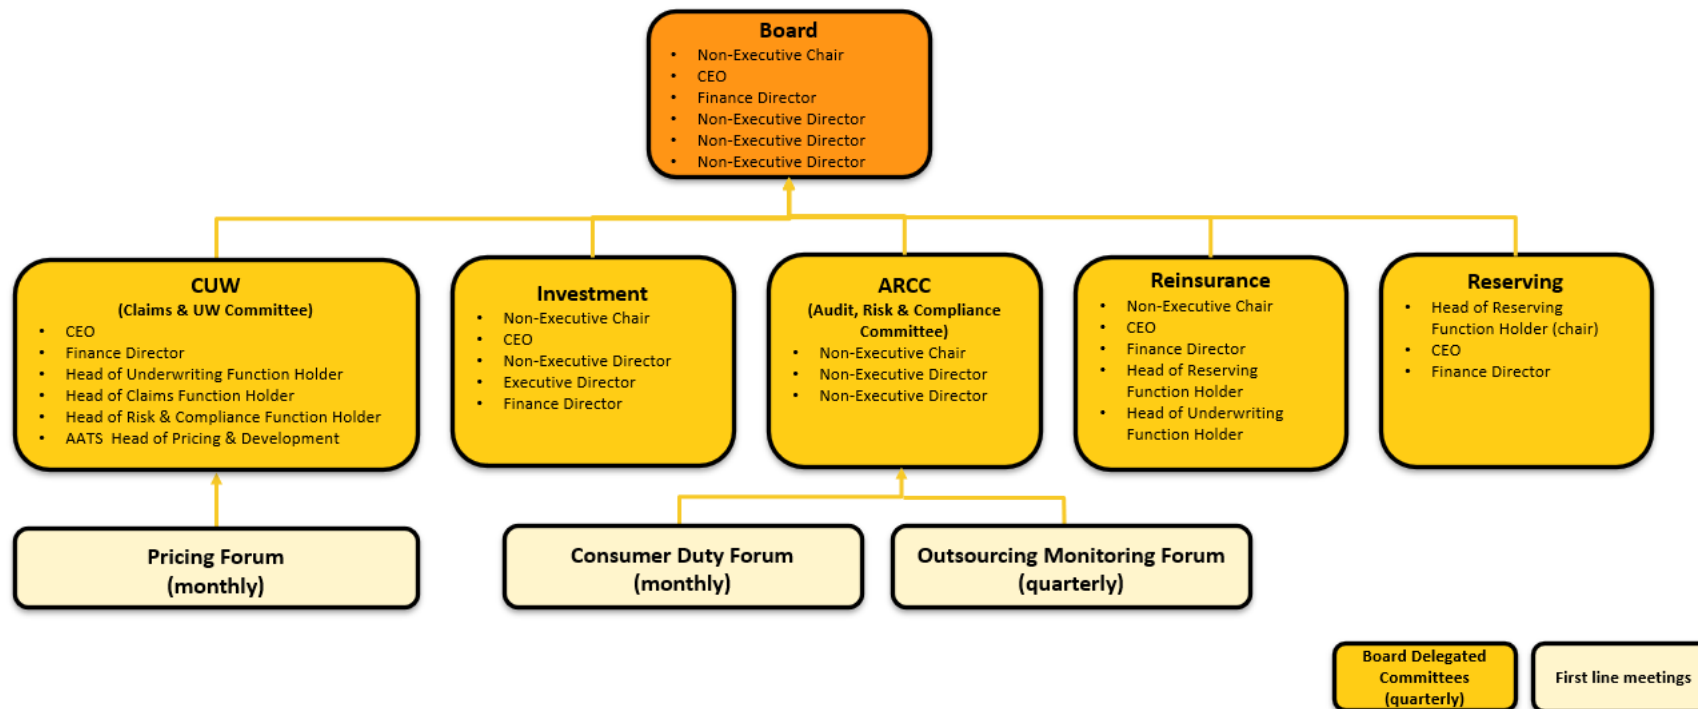 Board
• Non-Executive Chair
• CEO
• Finance Director
• Non-Executive Director
• Non-Executive Director
• Non-Executive Director
CUW
(Claims & UW Committee)
• CEO
• Finance Director
• Head of Underwriting Function Holder
• Head of Claims Function Holder
• Head of Risk & Compliance Function Holder
• AATS Head of Pricing & Development
Investment
• Non-Executive Chair
• CEO
• Non-Executive Director
• Executive Director
• Finance Director
ARCC
(Audit, Risk & Compliance
Committee)
• Non-Executive Chair
• Non-Executive Director
• Non-Executive Director
Reinsurance
• Non-Executive Chair
• CEO
• Finance Director
• Head of Reserving
Function Holder
• Head of Underwriting
Function Holder
Reserving
• Head of Reserving
Function Holder (chair)
• CEO
• Finance Director
Pricing Forum
(monthly)
Consumer Duty Forum
(monthly)
Outsourcing Monitoring Forum
(quarterly)
Board Delegated
Committees
(quarterly)
First line meetings